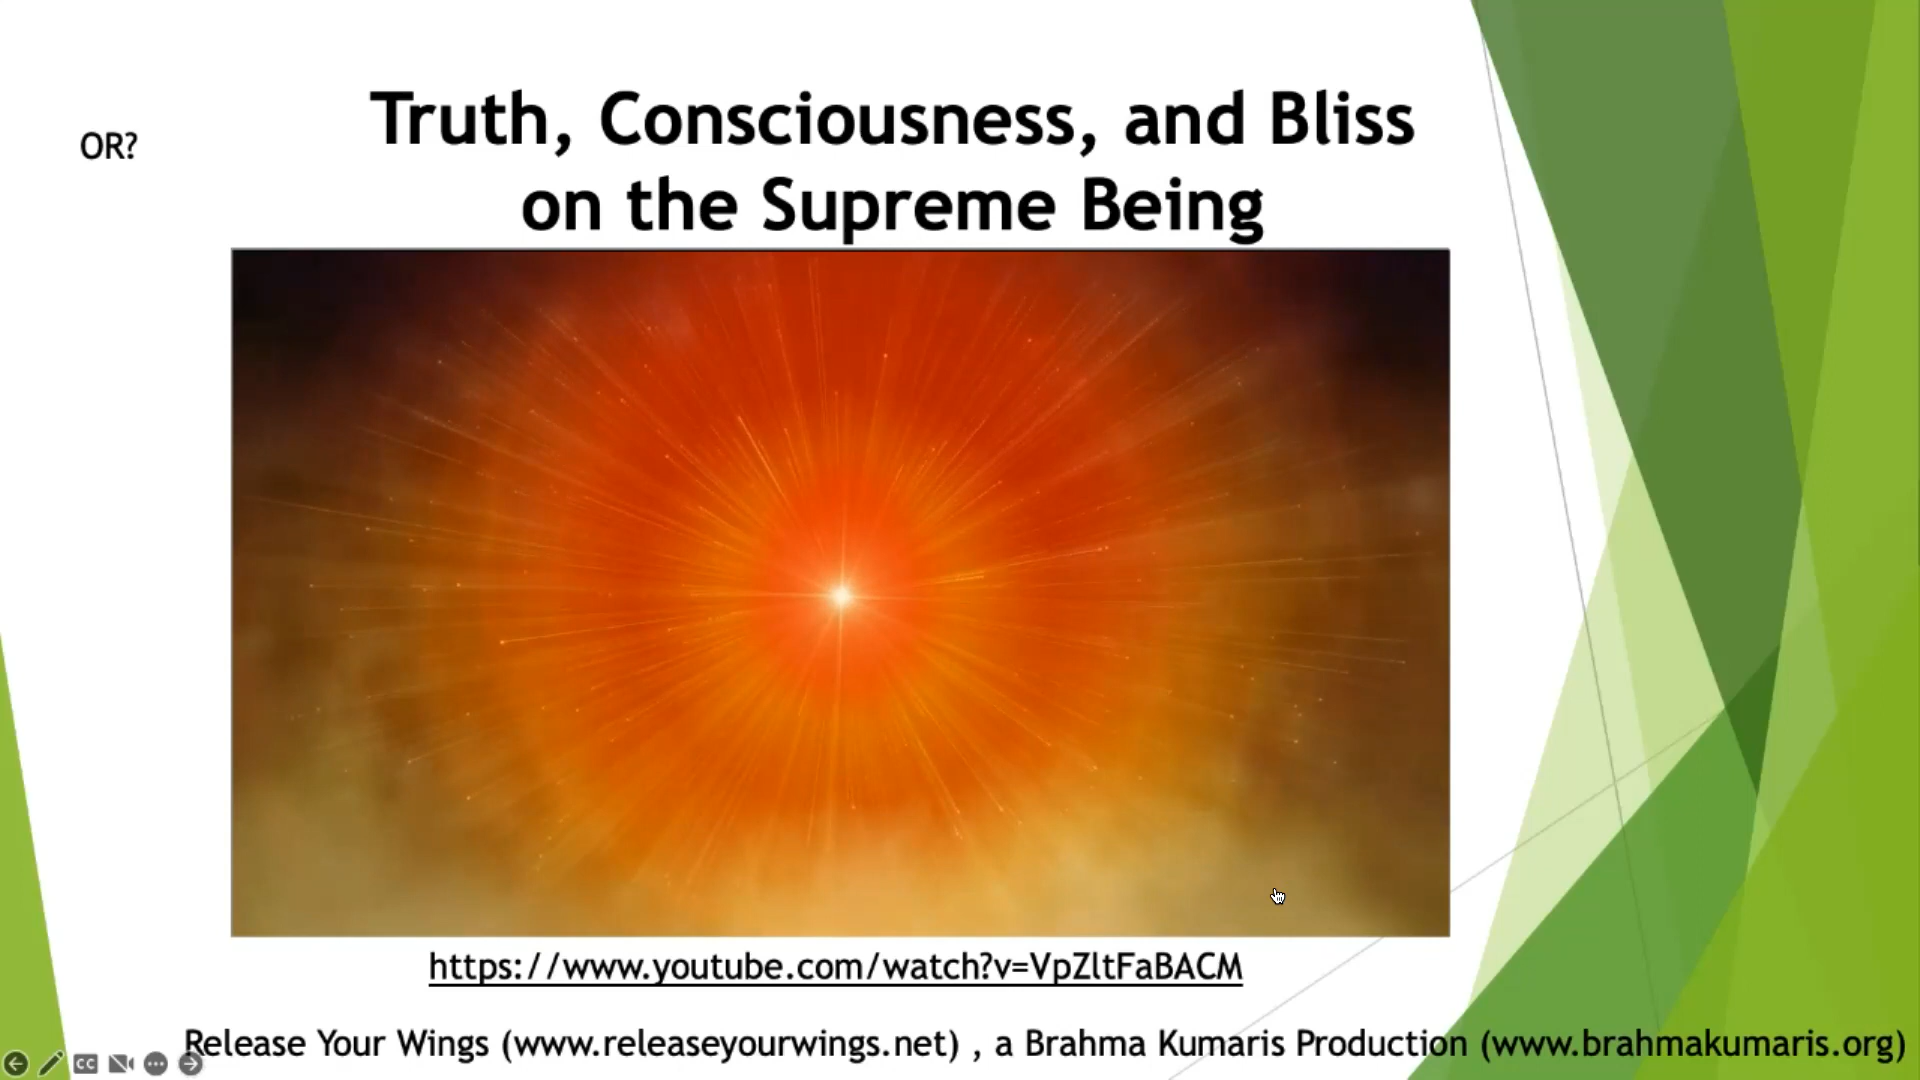 OR?
Truth, Consciousness, and Bliss
on the Supreme Being
https://www.youtube.com/watch?v=VpZltFaBACM
Release Your Wings (www.releaseyourwings.net) , a Brahma Kumaris Production (www.brahmakumaris.org)
CC